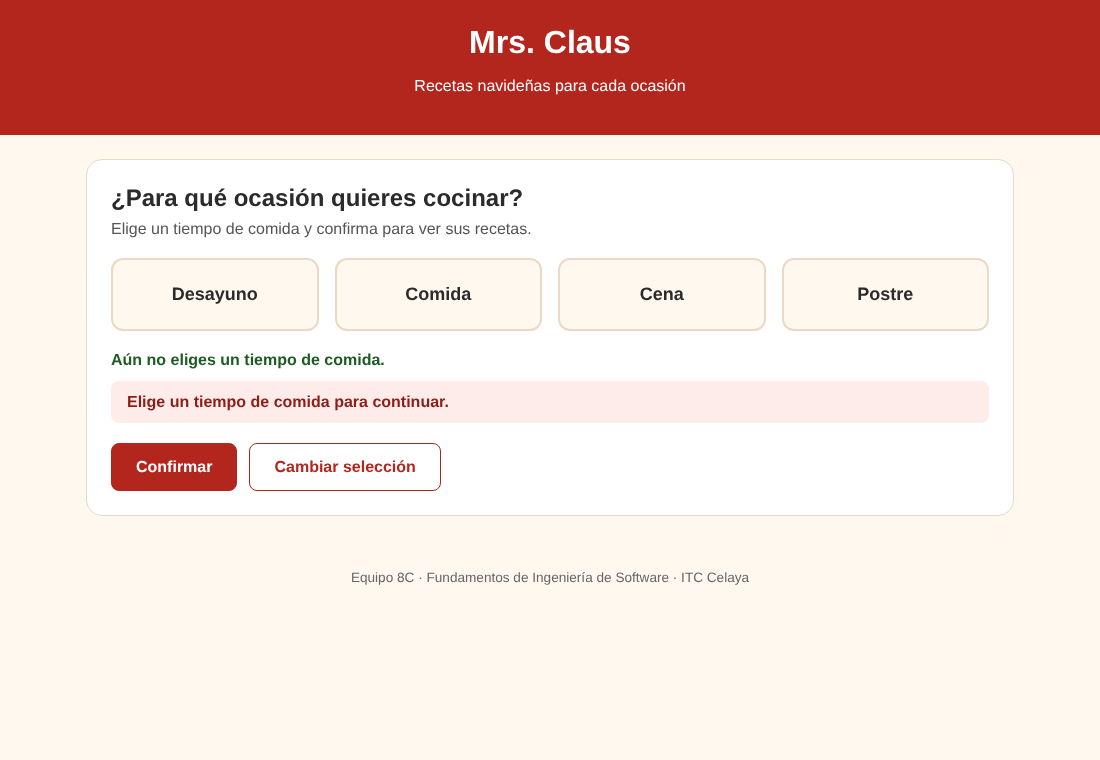 Mrs. Claus
Recetas navideñas para cada ocasión
¿Para qué ocasión quieres cocinar?
Elige un tiempo de comida y confirma para ver sus recetas.
Desayuno
Comida
Cena
Postre
Aún no eliges un tiempo de comida.
Elige un tiempo de comida para continuar.
Confirmar
Cambiar selección
Equipo 8C · Fundamentos de Ingeniería de Software · ITC Celaya